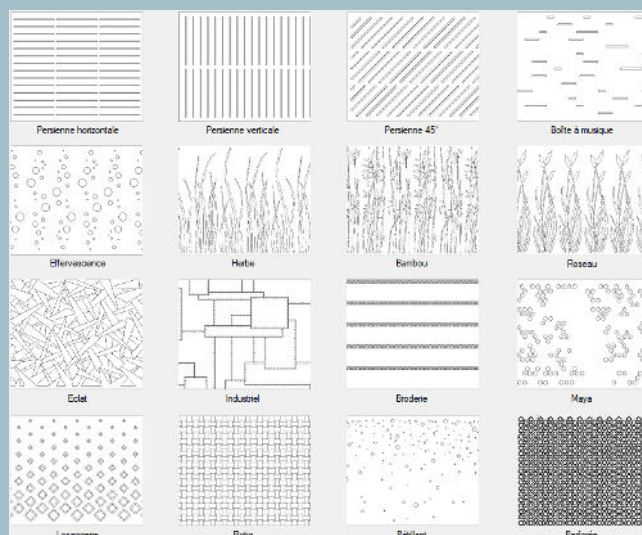 Persienne horizontale
Persienne verticale
Persienne 45°
Boîte à musique
Effervescence
Herbe
Bambou
Roseau
Eclat
Industriel
Broderie
Maya